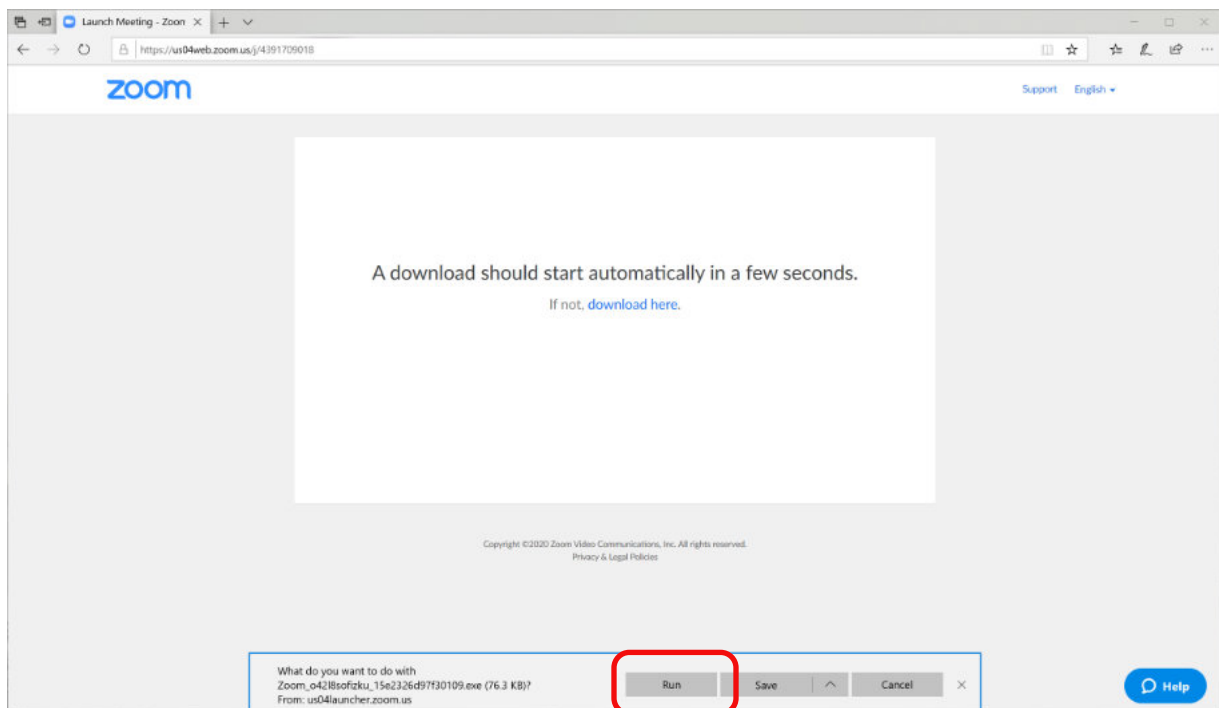 Launch Meeting - Zoon
https://us04web.zoom.us/j/4391709018
zoom
Support English
A download should start automatically in a few seconds.
If not, download here.
Copyright ©2020 Zoom Video Communications, Inc. All rights reserved.
Privacy & Legal Policies
What do you want to do with
Zoom_o42l8sofizku_15e2326d97f30109.exe (76.3 KB)?
From: us04launcher.zoom.us
Run Save Cancel
Help